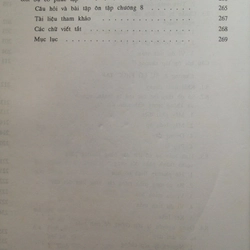 Câu hỏi và bài tập ôn tập chương 8 . . . . . . . . 265
Tài liệu tham khảo . . . . . . . . 267
Các chữ viết tắt . . . . . . . . 268
Mục lục . . . . . . . . 269